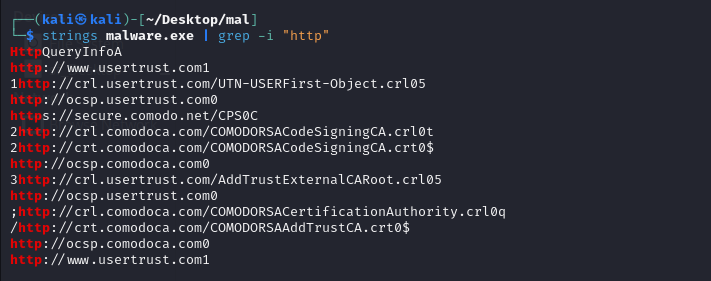 ┌──(kali㉿kali)-[~/Desktop/mal]
└─$ strings malware.exe | grep -i "http"
HttpQueryInfoA
http://www.usertrust.com1
1http://crl.usertrust.com/UTN-USERFirst-Object.crl05
http://ocsp.usertrust.com0
https://secure.comodo.net/CPS0C
2http://crl.comodoca.com/COMODORSACodeSigningCA.crl0t
2http://crt.comodoca.com/COMODORSACodeSigningCA.crt0$
http://ocsp.comodoca.com0
3http://crl.usertrust.com/AddTrustExternalCARoot.crl05
http://ocsp.usertrust.com0
;http://crl.comodoca.com/COMODORSACertificationAuthority.crl0q
/http://crt.comodoca.com/COMODORSAAddTrustCA.crt0$
http://ocsp.comodoca.com0
http://www.usertrust.com1